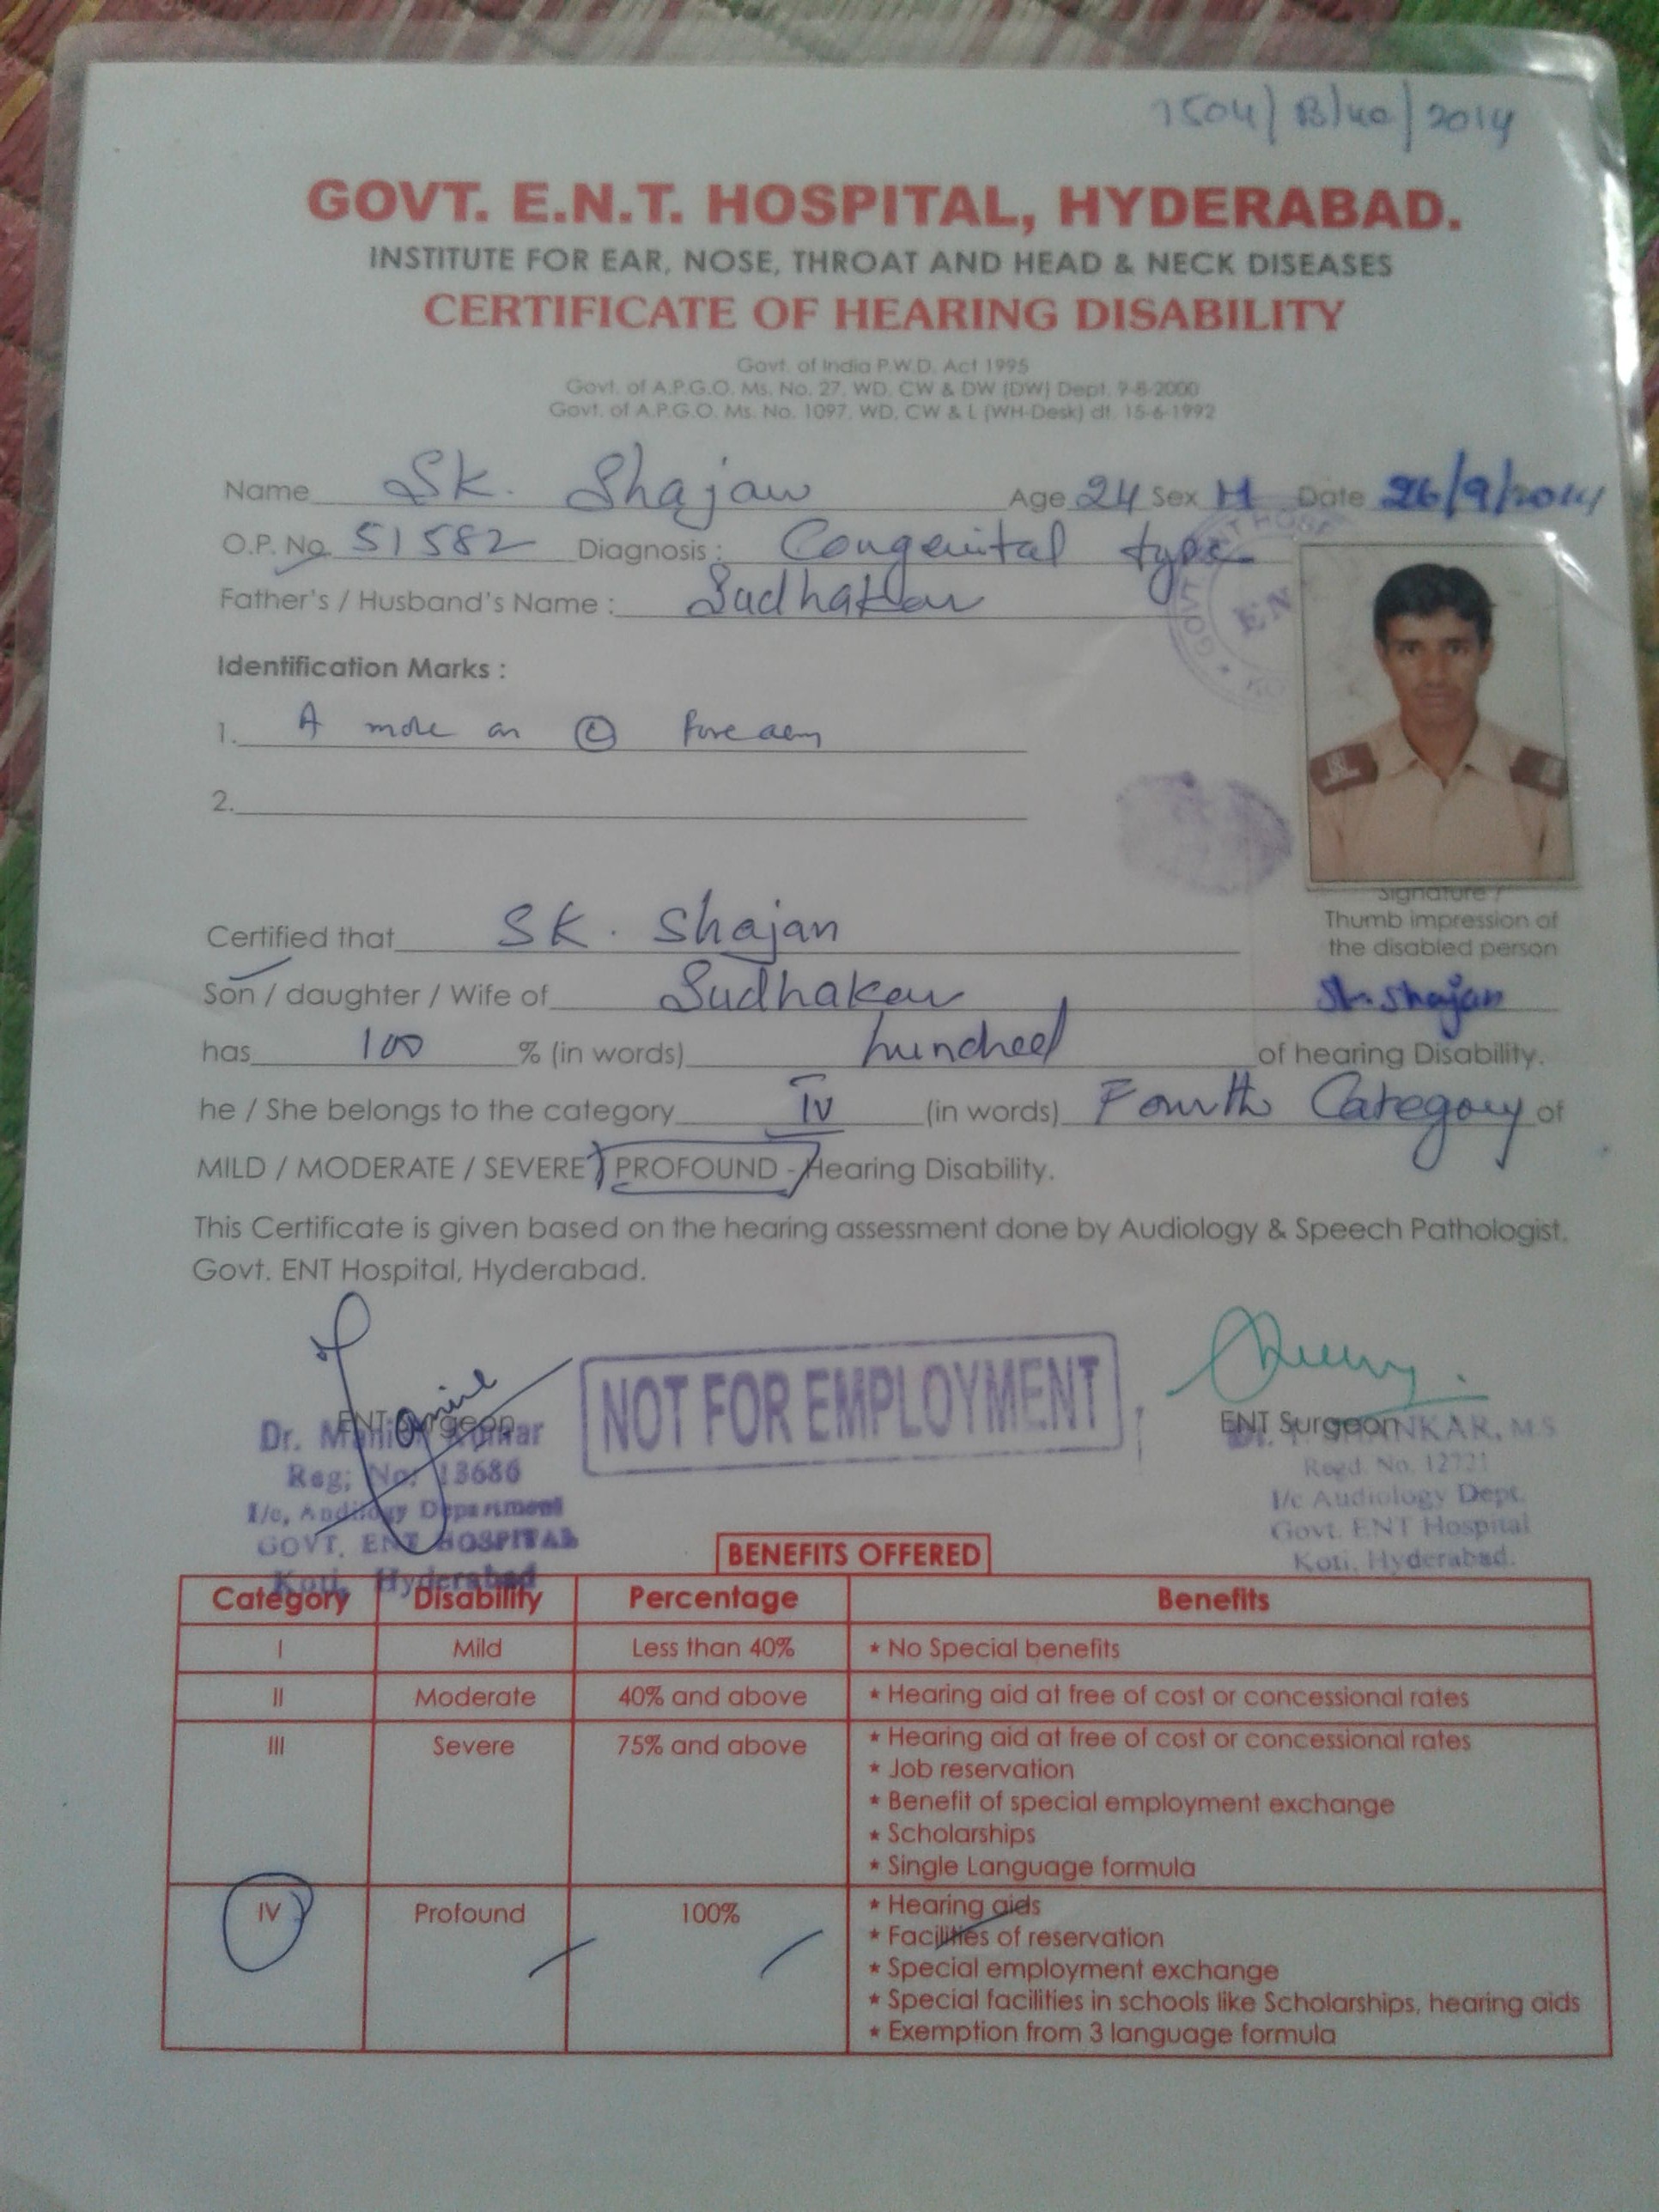 1504/B/40/2014
GOVT. E.N.T. HOSPITAL, HYDERABAD.
INSTITUTE FOR EAR, NOSE, THROAT AND HEAD & NECK DISEASES
CERTIFICATE OF HEARING DISABILITY
Govt. of India P.W.D. Act 1995
Govt. of A.P.G.O. Ms. No. 27, WD, CW & DW (DW) Dept. 9-8-2000
Govt. of A.P.G.O. Ms. No. 1097, WD, CW & L (WH-Desk) dt. 15-6-1992
Name Sk. Shajan Age 24 Sex M Date 26/9/2014
O.P. No. 51582 Diagnosis : Congenital type
Father's / Husband's Name : Sudhakar
Identification Marks :
1. A mole on (L) forearm
2.
Signature /
Thumb impression of
the disabled person
Certified that SK. Shajan
Son / daughter / Wife of Sudhakar Sk. Shajan
has 100 % (in words) hundred of hearing Disability.
he / She belongs to the category IV (in words) Fourth Category of
MILD / MODERATE / SEVERE / PROFOUND - Hearing Disability.
This Certificate is given based on the hearing assessment done by Audiology & Speech Pathologist.
Govt. ENT Hospital, Hyderabad.
NOT FOR EMPLOYMENT
ENT Surgeon ENT Surgeon
Dr. SHANKAR, M.S
Reg; No: 13686 Regd. No. 12721
I/c, Audiology Department I/c Audiology Dept.
GOVT. ENT HOSPITAL Govt. ENT Hospital
Koti, Hyderabad Koti, Hyderabad.
BENEFITS OFFERED
Category Disability Percentage Benefits
I Mild Less than 40% * No Special benefits
II Moderate 40% and above * Hearing aid at free of cost or concessional rates
III Severe 75% and above * Hearing aid at free of cost or concessional rates
* Job reservation
* Benefit of special employment exchange
* Scholarships
* Single Language formula
IV Profound 100% * Hearing aids
* Facilities of reservation
* Special employment exchange
* Special facilities in schools like Scholarships, hearing aids
* Exemption from 3 language formula